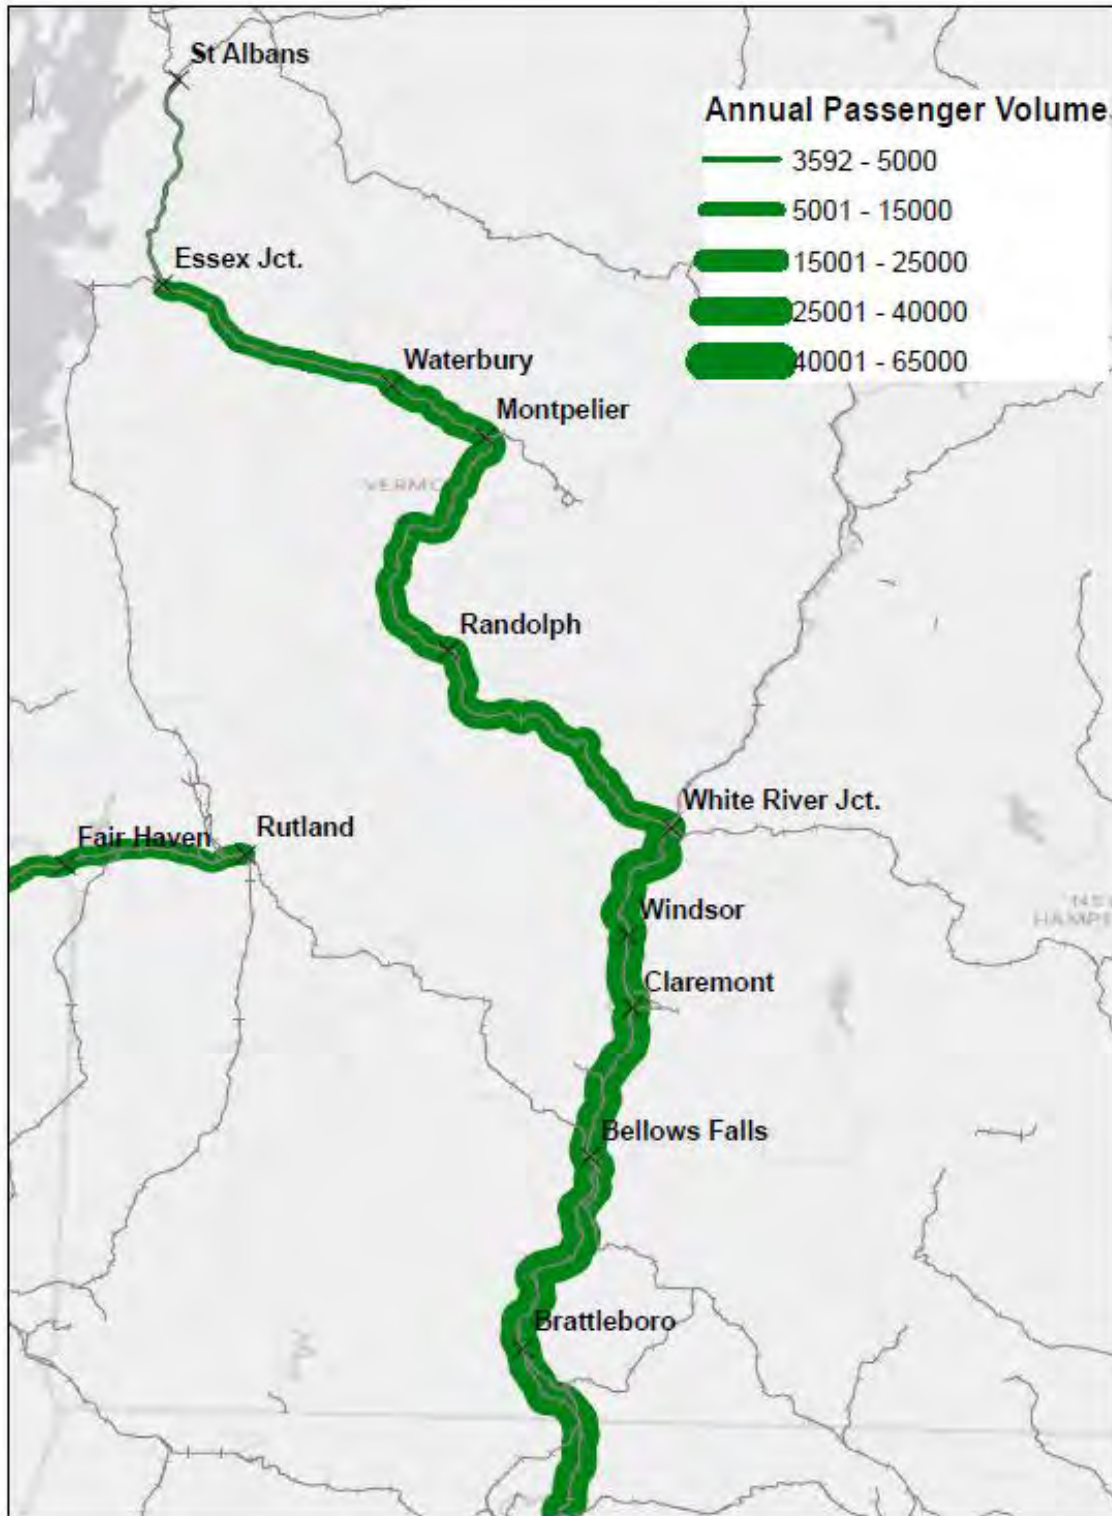 St Albans
Annual Passenger Volume
3592 - 5000
5001 - 15000
15001 - 25000
25001 - 40000
40001 - 65000
Essex Jct.
Waterbury
Montpelier
Randolph
White River Jct.
Fair Haven
Rutland
Windsor
Claremont
Bellows Falls
Brattleboro